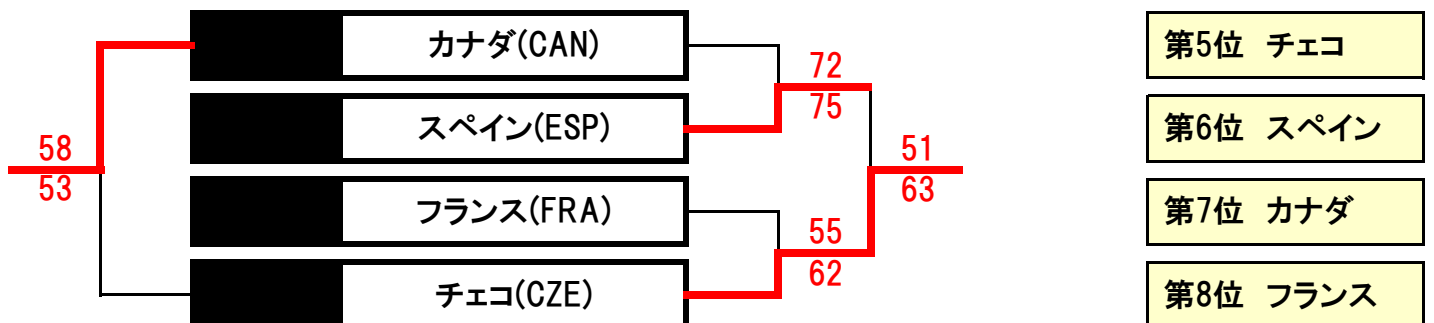 カナダ(CAN)
72
75
スペイン(ESP)
58
53
51
63
フランス(FRA)
55
62
チェコ(CZE)
第5位 チェコ
第6位 スペイン
第7位 カナダ
第8位 フランス